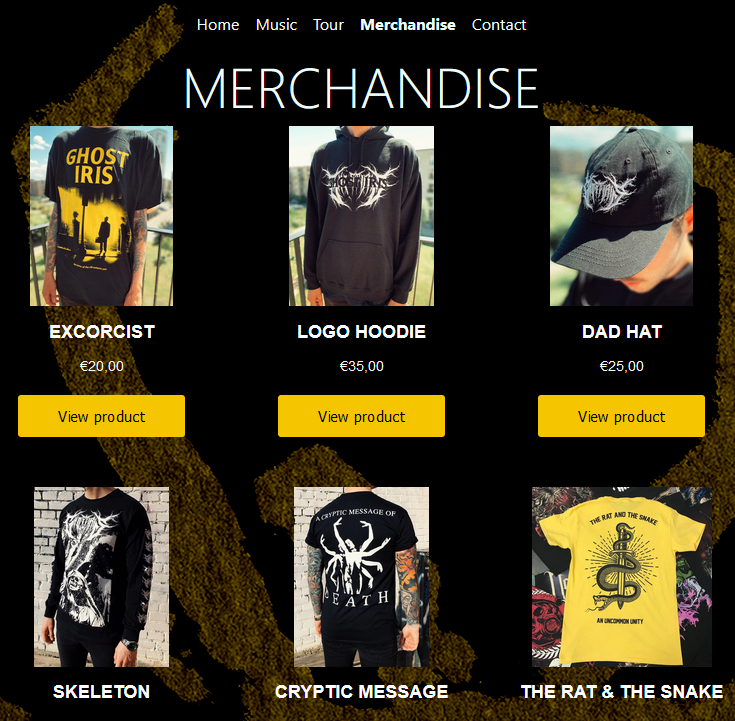 Home Music Tour Merchandise Contact
MERCHANDISE
GHOST
IRIS
GHOST IRIS
EXCORCIST
LOGO HOODIE
DAD HAT
€20,00
€35,00
€25,00
View product
View product
View product
A CRYPTIC MESSAGE OF
DEATH
THE RAT AND THE SNAKE
AN UNCOMMON UNITY
SKELETON
CRYPTIC MESSAGE
THE RAT & THE SNAKE